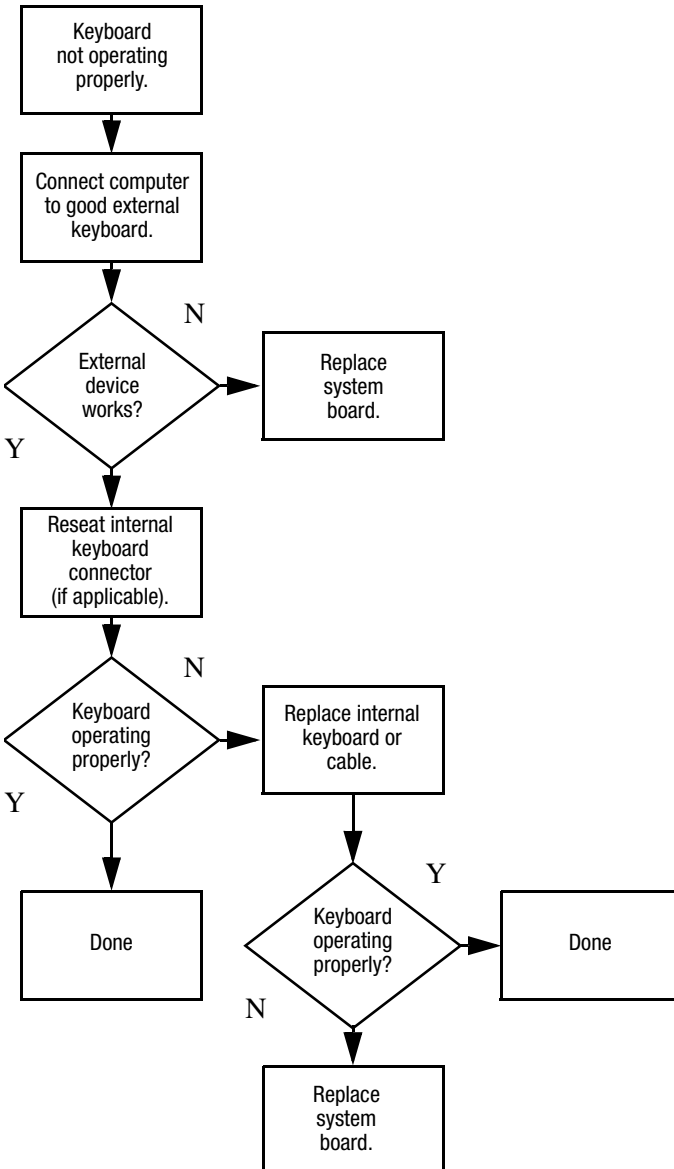 Keyboard
not operating
properly.
Connect computer
to good external
keyboard.
N
External
device
works?
Replace
system
board.
Y
Reseat internal
keyboard
connector
(if applicable).
N
Keyboard
operating
properly?
Replace internal
keyboard or
cable.
Y
Y
Done
Keyboard
operating
properly?
Done
N
Replace
system
board.